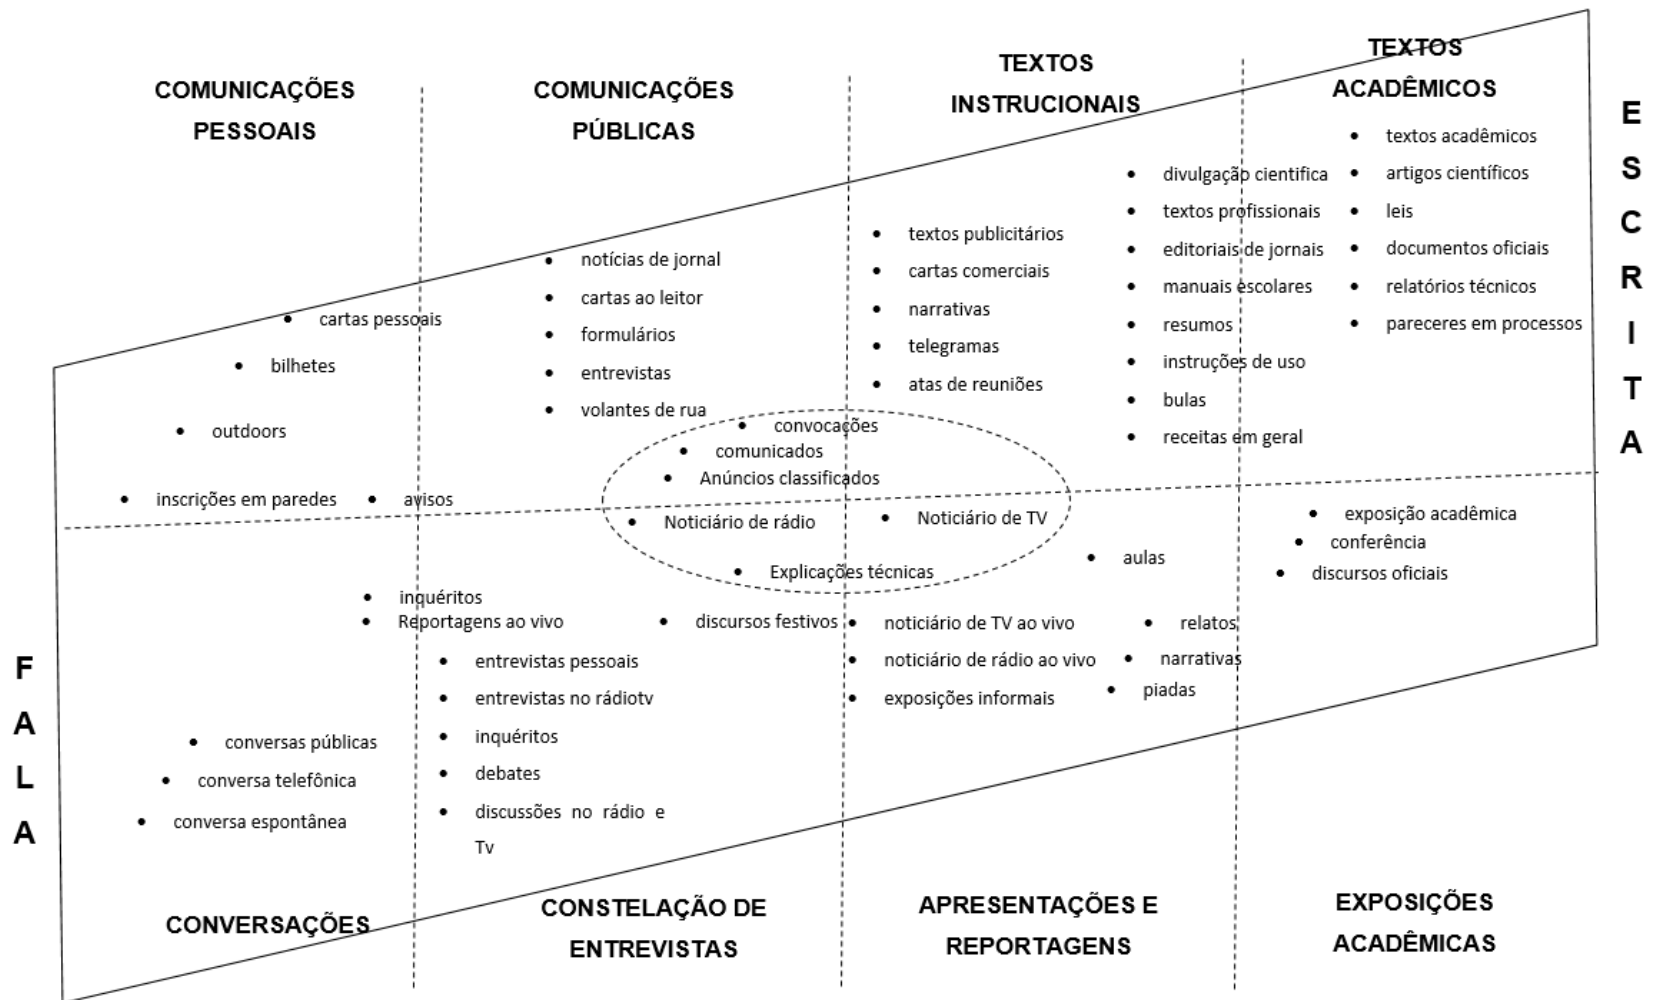 COMUNICAÇÕES
PESSOAIS
COMUNICAÇÕES
PÚBLICAS
TEXTOS
INSTRUCIONAIS
TEXTOS
ACADÊMICOS
E
S
C
R
I
T
A
• cartas pessoais
• bilhetes
• outdoors
• inscrições em paredes
• avisos
• notícias de jornal
• cartas ao leitor
• formulários
• entrevistas
• volantes de rua
• convocações
• comunicados
• Anúncios classificados
• textos publicitários
• cartas comerciais
• narrativas
• telegramas
• atas de reuniões
• divulgação cientifica
• textos profissionais
• editoriais de jornais
• manuais escolares
• resumos
• instruções de uso
• bulas
• receitas em geral
• textos acadêmicos
• artigos científicos
• leis
• documentos oficiais
• relatórios técnicos
• pareceres em processos
• Noticiário de rádio
• Noticiário de TV
• Explicações técnicas
F
A
L
A
• inquéritos
• Reportagens ao vivo
• conversas públicas
• conversa telefônica
• conversa espontânea
• discursos festivos
• entrevistas pessoais
• entrevistas no rádiotv
• inquéritos
• debates
• discussões no rádio e
Tv
• aulas
• noticiário de TV ao vivo
• noticiário de rádio ao vivo
• exposições informais
• relatos
• narrativas
• piadas
• exposição acadêmica
• conferência
• discursos oficiais
CONVERSAÇÕES
CONSTELAÇÃO DE
ENTREVISTAS
APRESENTAÇÕES E
REPORTAGENS
EXPOSIÇÕES
ACADÊMICAS